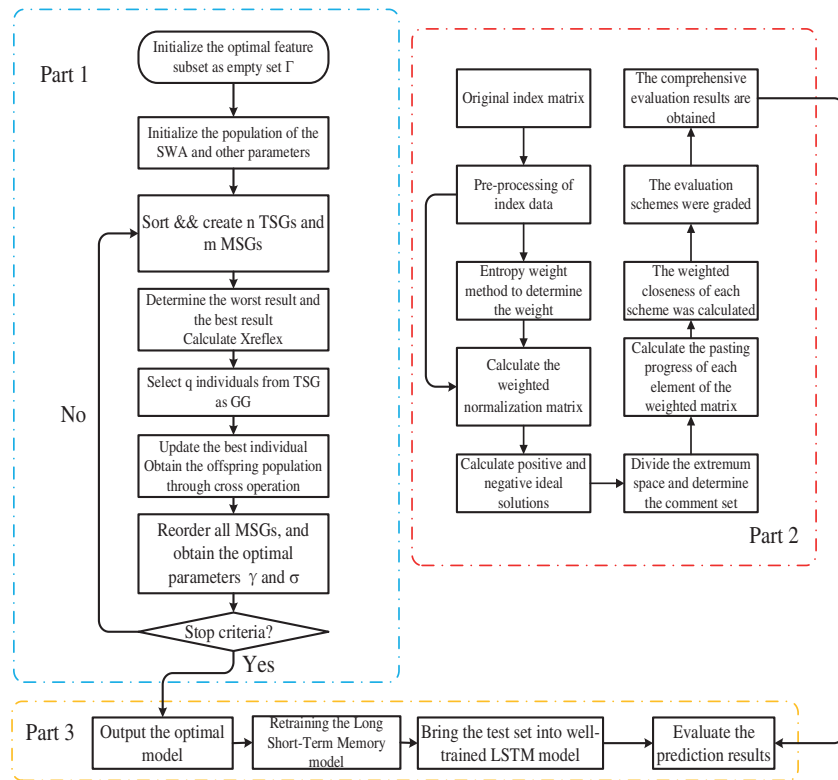 Part 1
Initialize the optimal feature
subset as empty set Γ
Initialize the population of the
SWA and other parameters
Sort && create n TSGs and
m MSGs
Determine the worst result and
the best result
Calculate Xreflex
Select q individuals from TSG
as GG
Update the best individual
Obtain the offspring population
through cross operation
Reorder all MSGs, and
obtain the optimal
parameters γ and σ
Stop criteria?
No
Yes
Original index matrix
Pre-processing of
index data
Entropy weight
method to determine
the weight
Calculate the
weighted
normalization matrix
Calculate positive and
negative ideal
solutions
Divide the extremum
space and determine
the comment set
Calculate the pasting
progress of each
element of the
weighted matrix
The weighted
closeness of each
scheme was calculated
The evaluation
schemes were graded
The comprehensive
evaluation results are
obtained
Part 2
Part 3
Output the optimal
model
Retraining the Long
Short-Term Memory
model
Bring the test set into well-
trained LSTM model
Evaluate the
prediction results